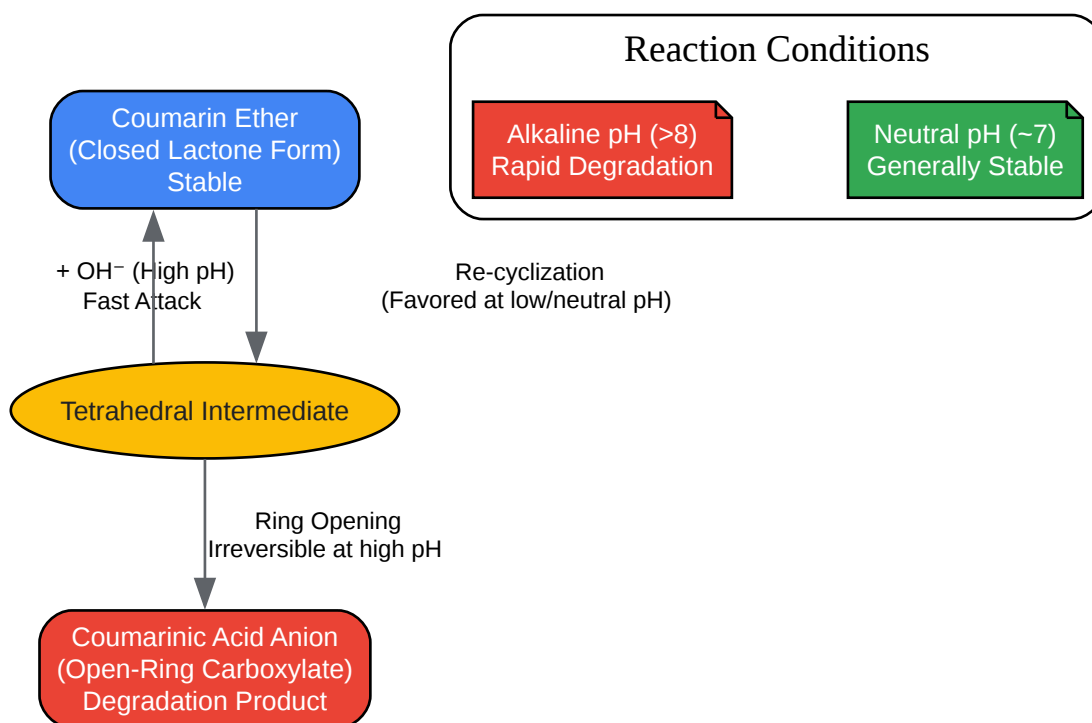 Reaction Conditions
Coumarin Ether
(Closed Lactone Form)
Stable
Alkaline pH (>8)
Rapid Degradation
Neutral pH (~7)
Generally Stable
+ OH⁻ (High pH)
Fast Attack
Re-cyclization
(Favored at low/neutral pH)
Tetrahedral Intermediate
Ring Opening
Irreversible at high pH
Coumarinic Acid Anion
(Open-Ring Carboxylate)
Degradation Product